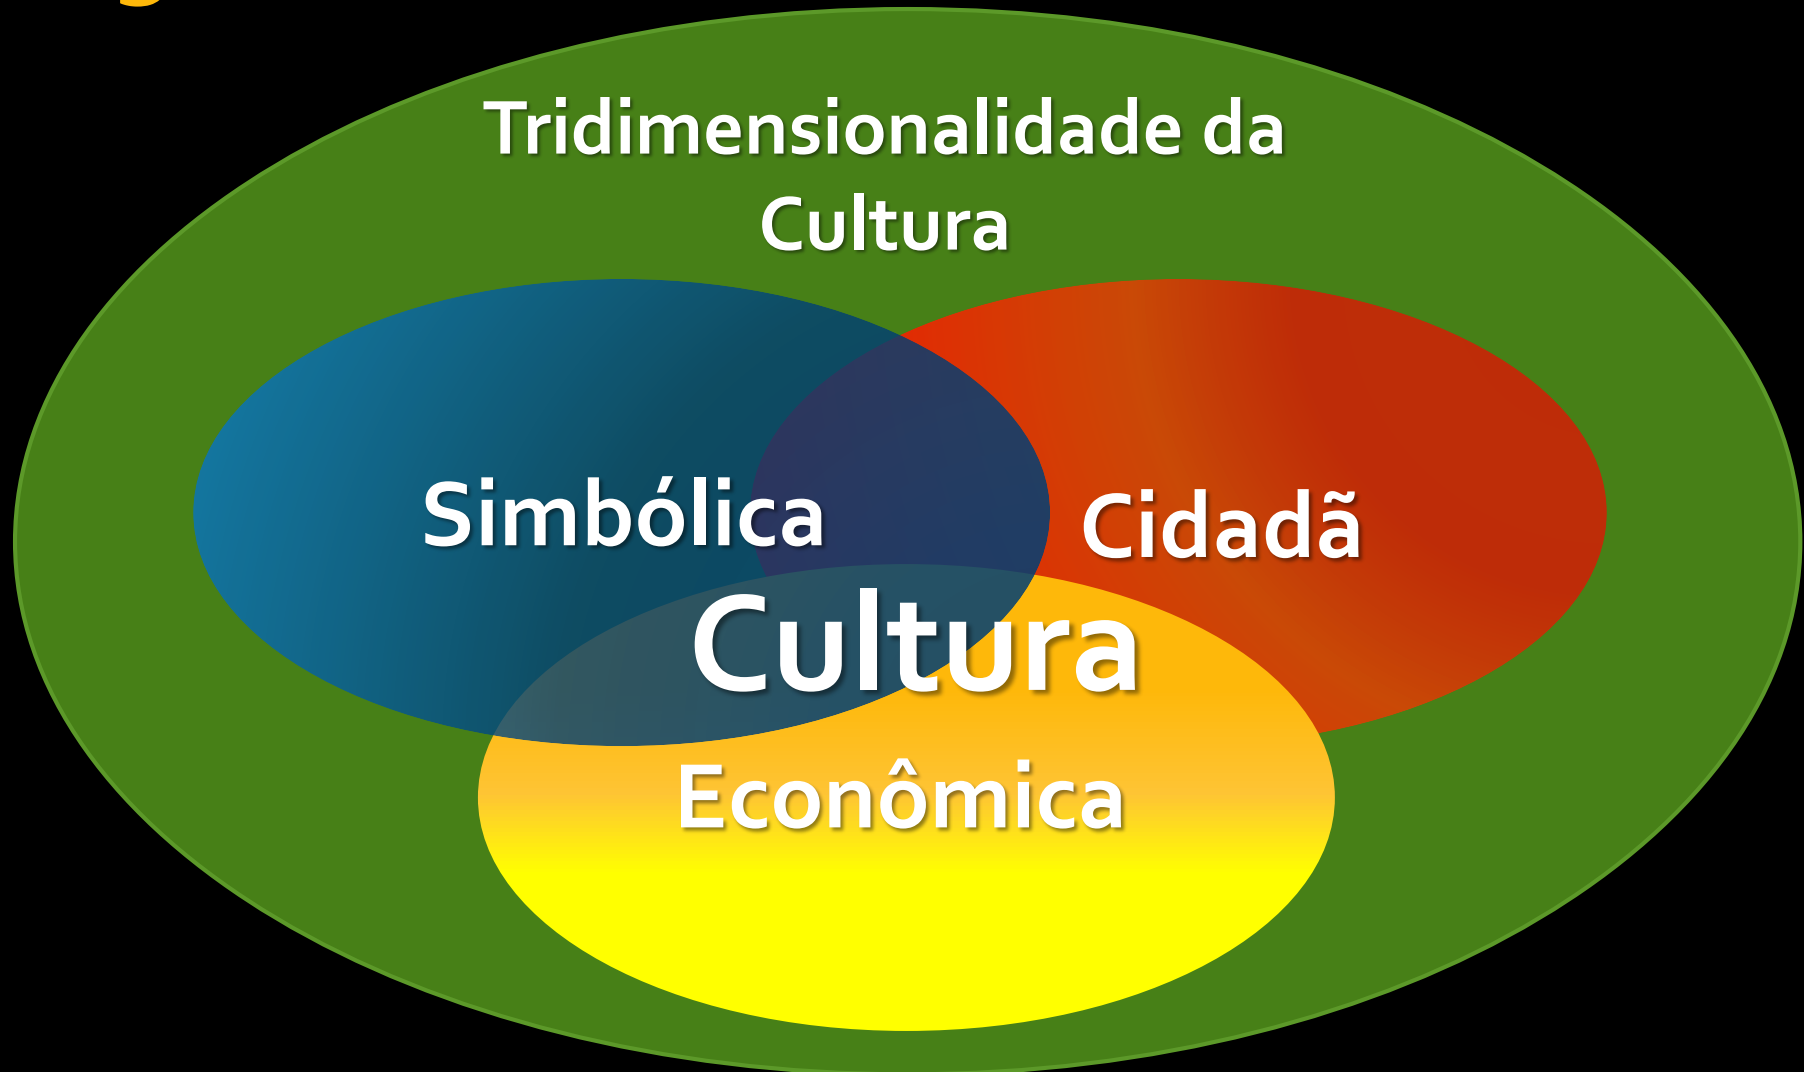 Tridimensionalidade da
Cultura
Simbólica
Cidadã
Cultura
Econômica